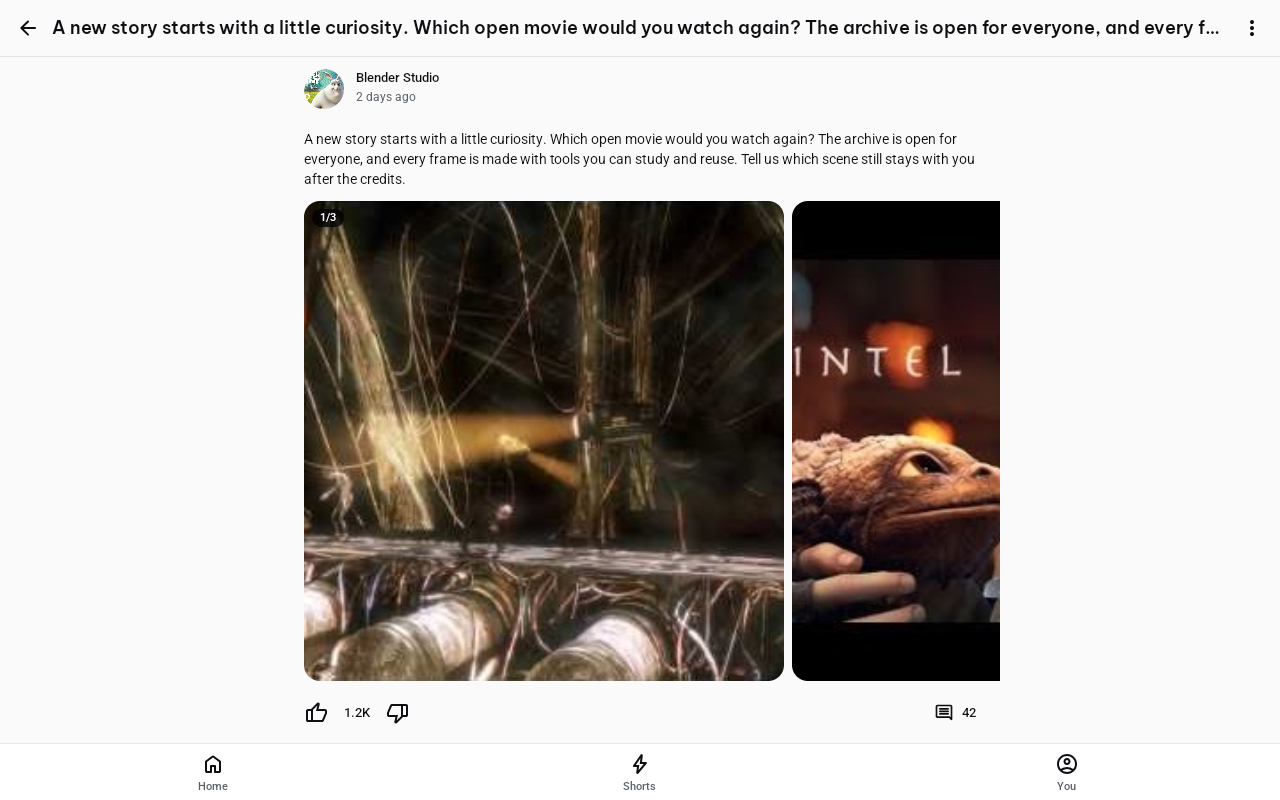 A new story starts with a little curiosity. Which open movie would you watch again? The archive is open for everyone, and every f...
Blender Studio
2 days ago
A new story starts with a little curiosity. Which open movie would you watch again? The archive is open for
everyone, and every frame is made with tools you can study and reuse. Tell us which scene still stays with you
after the credits.
1/3
INTEL
1.2K
42
Home
Shorts
You